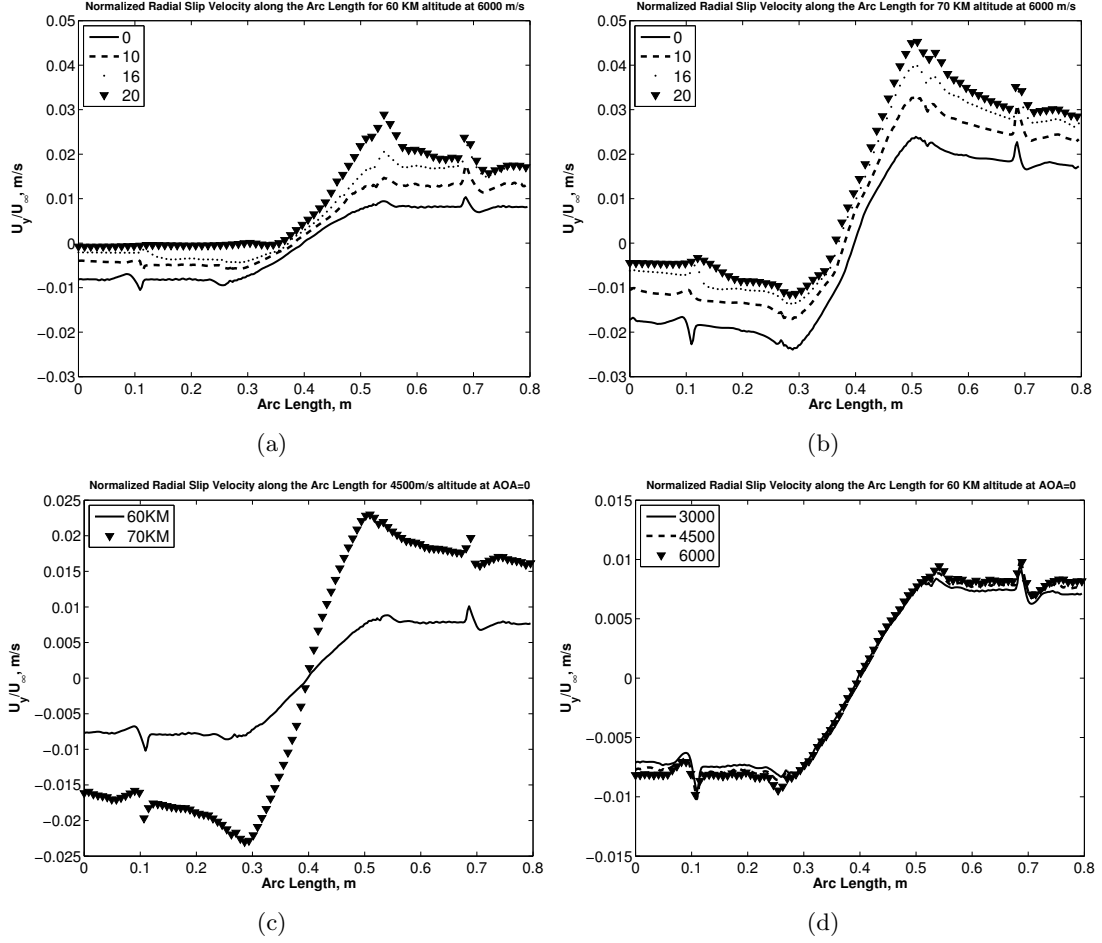 Normalized Radial Slip Velocity along the Arc Length for 60 KM altitude at 6000 m/s
0
10
16
20
0.05
0.04
0.03
0.02
0.01
0
−0.01
−0.02
−0.03
U_y/U_∞, m/s
0 0.1 0.2 0.3 0.4 0.5 0.6 0.7 0.8
Arc Length, m
(a)
Normalized Radial Slip Velocity along the Arc Length for 70 KM altitude at 6000 m/s
0
10
16
20
0.05
0.04
0.03
0.02
0.01
0
−0.01
−0.02
−0.03
U_y/U_∞, m/s
0 0.1 0.2 0.3 0.4 0.5 0.6 0.7 0.8
Arc Length, m
(b)
Normalized Radial Slip Velocity along the Arc Length for 4500m/s altitude at AOA=0
60KM
70KM
0.025
0.02
0.015
0.01
0.005
0
−0.005
−0.01
−0.015
−0.02
−0.025
U_y/U_∞, m/s
0 0.1 0.2 0.3 0.4 0.5 0.6 0.7 0.8
Arc Length, m
(c)
Normalized Radial Slip Velocity along the Arc Length for 60 KM altitude at AOA=0
3000
4500
6000
0.015
0.01
0.005
0
−0.005
−0.01
−0.015
U_y/U_∞, m/s
0 0.1 0.2 0.3 0.4 0.5 0.6 0.7 0.8
Arc Length, m
(d)